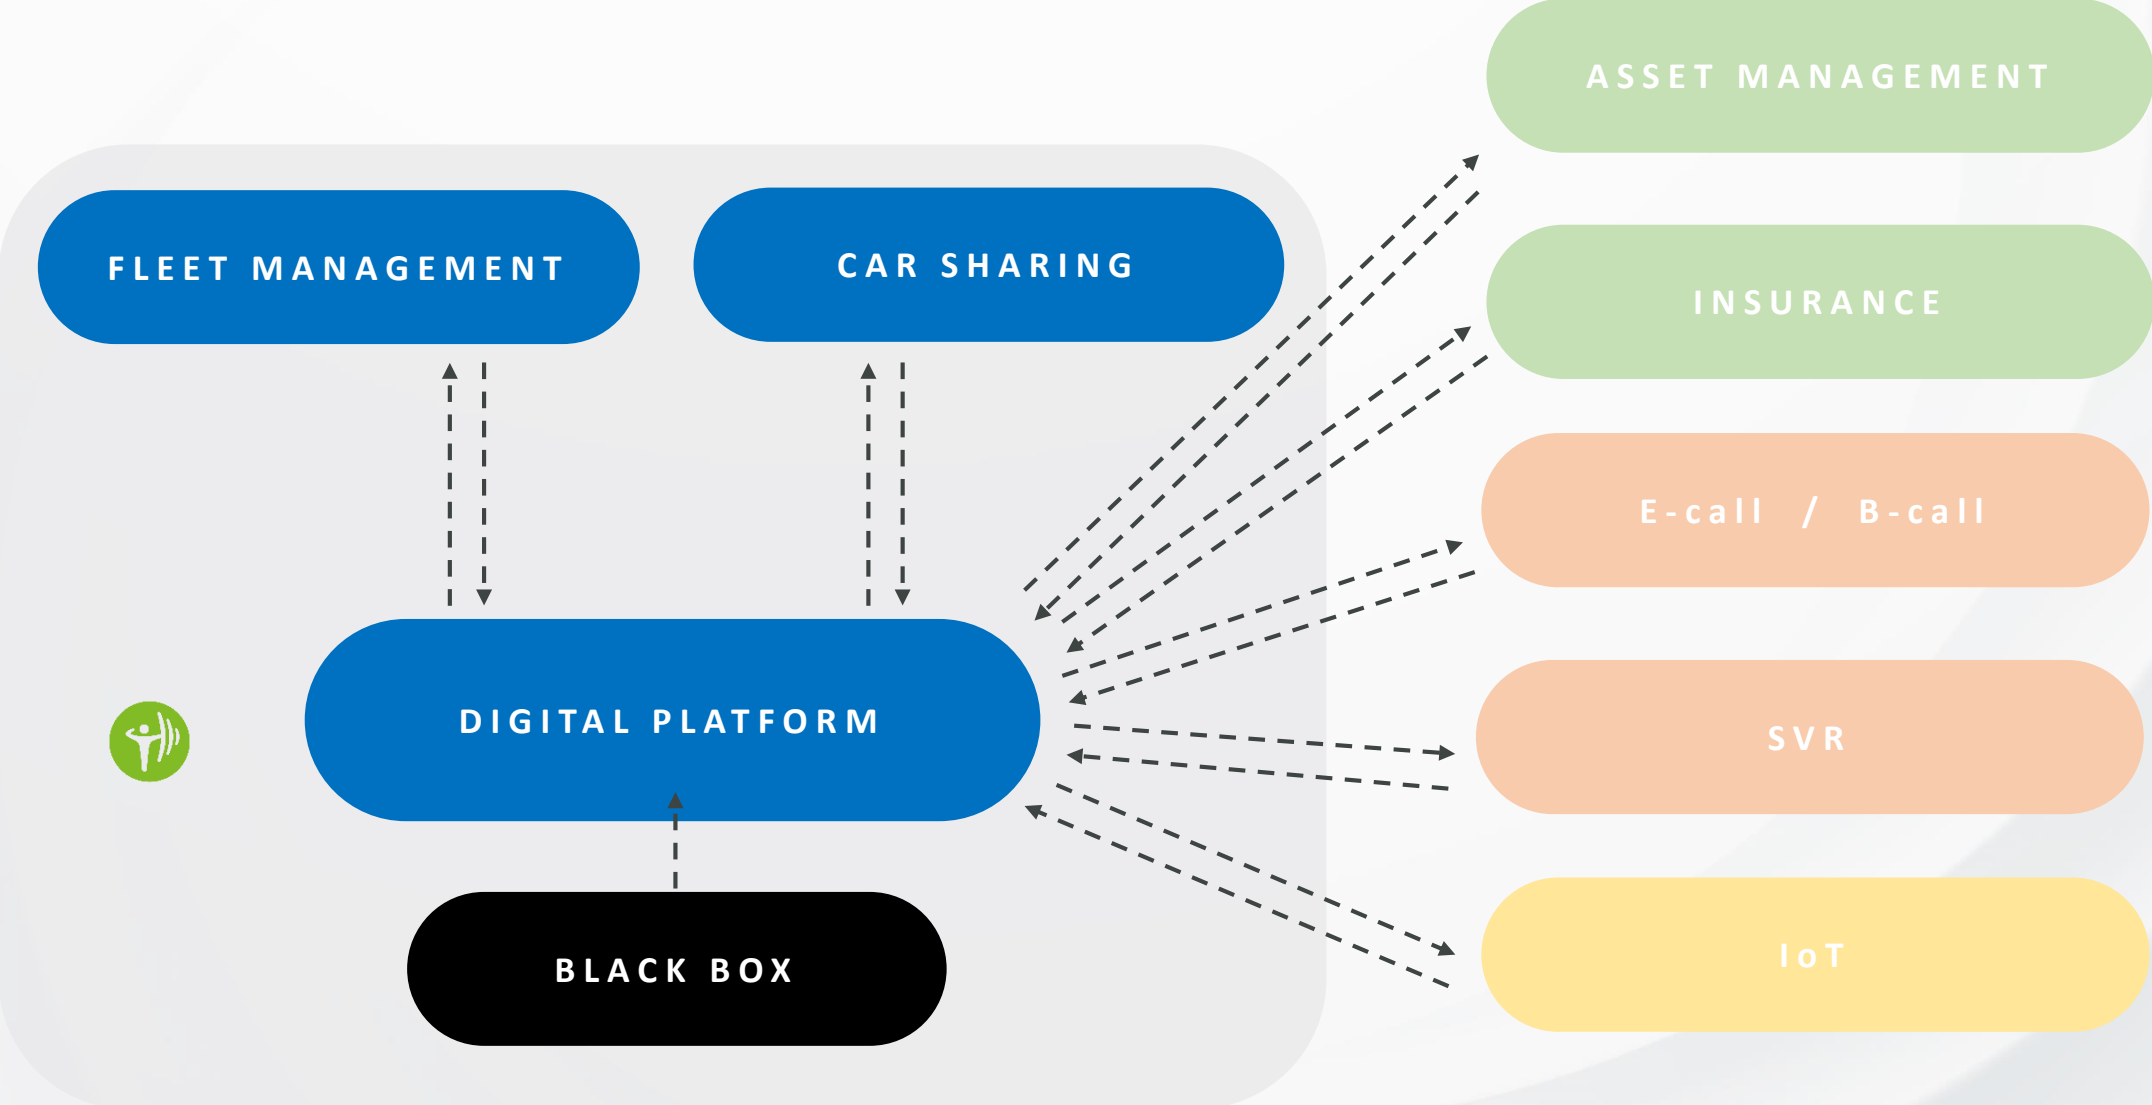 ASSET MANAGEMENT
FLEET MANAGEMENT
CAR SHARING
INSURANCE
E-call / B-call
DIGITAL PLATFORM
SVR
BLACK BOX
IoT